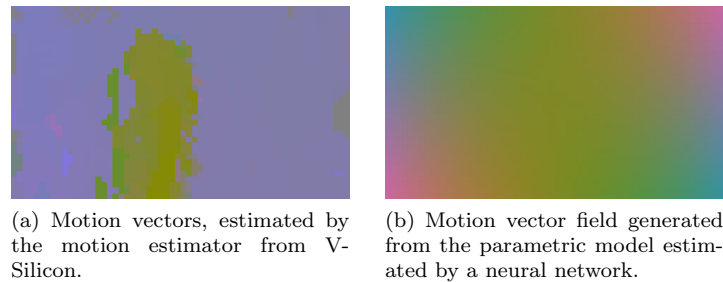 (a) Motion vectors, estimated by
the motion estimator from V-
Silicon.
(b) Motion vector field generated
from the parametric model estim-
ated by a neural network.